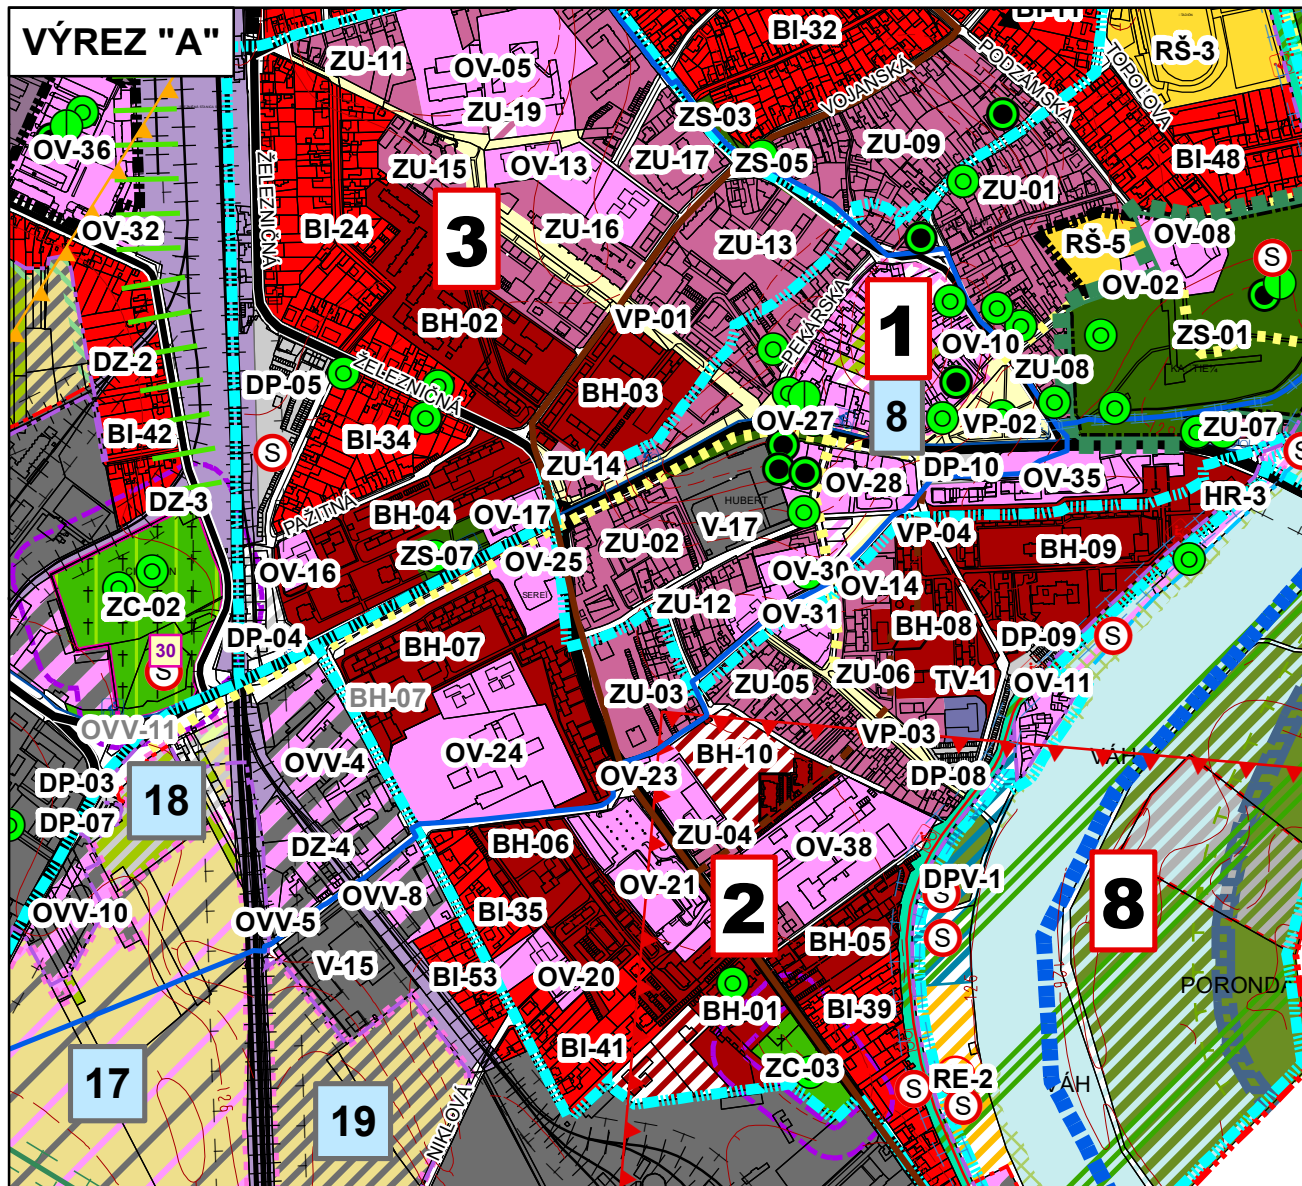 VÝREZ "A"
BI-32
BI-11
RŠ-3
ZU-11
OV-05
ZU-19
ZS-03
VOJANSKÁ
PODZÁMSKA
TOPOLOVA
OV-36
ŽELEZNIČNÁ
ZU-15
OV-13
ZU-17
ZS-05
ZU-09
BI-48
ZU-01
OV-32
BI-24
3
ZU-16
ZU-13
RŠ-5
OV-08
S
OV-02
BH-02
VP-01
PEKÁRSKA
1
OV-10
ZS-01
DZ-2
DP-05
ŽELEZNIČNÁ
BH-03
ZU-08
8
BI-42
BI-34
OV-27
VP-02
ZU-07
S
ZU-14
DP-10
OV-35
S
DZ-3
PAŽITNÁ
BH-04
OV-17
HUBERT
OV-28
HR-3
ZS-07
OV-25
ZU-02
V-17
VP-04
BH-09
OV-16
SEREĎ
OV-30
OV-14
ZC-02
ZU-12
OV-31
DP-04
BH-07
BH-08
DP-09
S
30
S
BH-07
ZU-03
ZU-05
ZU-06
TV-1
OV-11
OVV-11
OVV-4
OV-24
BH-10
VP-03
VÁH
DP-03
18
OV-23
DP-08
DP-07
DZ-4
BH-06
ZU-04
OV-38
OVV-8
OV-21
DPV-1
S
2
8
OVV-10
OVV-5
BI-35
S
V-15
BI-53
OV-20
BH-05
PORONDA
BH-01
BI-39
BI-41
ZC-03
RE-2
17
S
S
VÁH
19
NIKLOVÁ
126